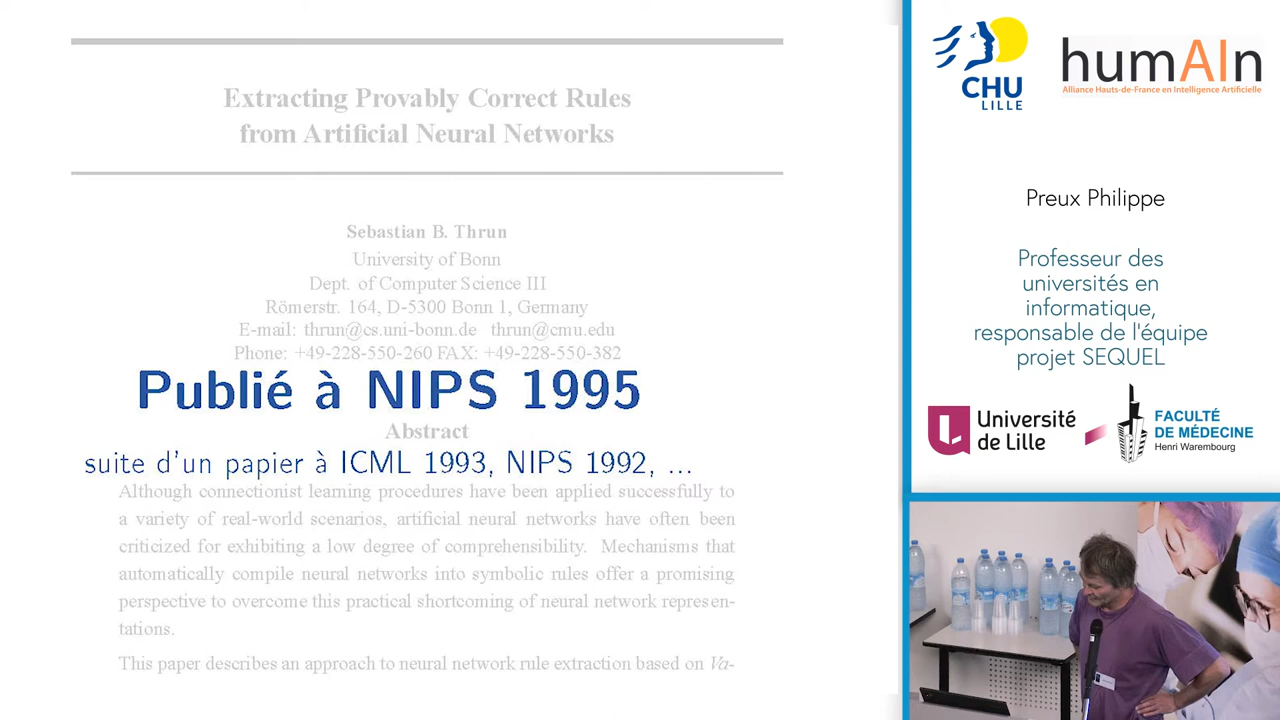 Extracting Provably Correct Rules
from Artificial Neural Networks
Sebastian B. Thrun
University of Bonn
Dept. of Computer Science III
Römerstr. 164, D-5300 Bonn 1, Germany
E-mail: thrun@cs.uni-bonn.de thrun@cmu.edu
Phone: +49-228-550-260 FAX: +49-228-550-382
Publié à NIPS 1995
Abstract
suite d'un papier à ICML 1993, NIPS 1992, ...
Although connectionist learning procedures have been applied successfully to
a variety of real-world scenarios, artificial neural networks have often been
criticized for exhibiting a low degree of comprehensibility. Mechanisms that
automatically compile neural networks into symbolic rules offer a promising
perspective to overcome this practical shortcoming of neural network represen-
tations.
This paper describes an approach to neural network rule extraction based on Va-
CHU
LILLE
humAIn
Alliance Hauts-de-France en Intelligence Artificielle
Preux Philippe
Professeur des
universités en
informatique,
responsable de l'équipe
projet SEQUEL
Université
de Lille
FACULTÉ
DE MÉDECINE
Henri Warembourg